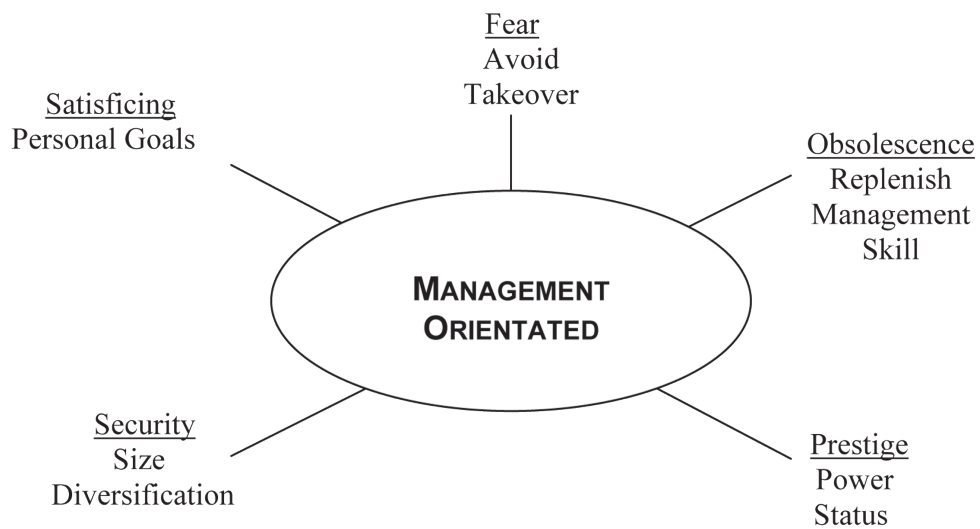 Fear
Avoid
Takeover
Satisficing
Personal Goals
Obsolescence
Replenish
Management
Skill
MANAGEMENT
ORIENTATED
Security
Size
Diversification
Prestige
Power
Status